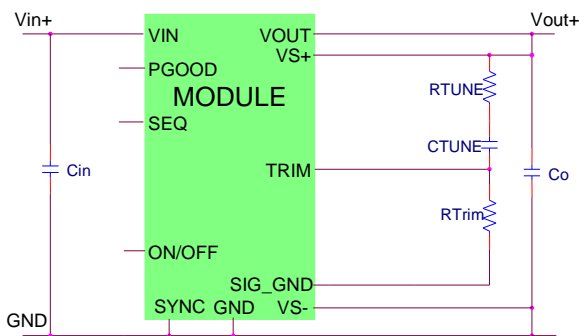 Vin+
Vout+
VIN
VOUT
VS+
PGOOD
RTUNE
MODULE
SEQ
CTUNE
TRIM
Cin
Co
RTrim
ON/OFF
SIG_GND
SYNC
GND
VS-
GND